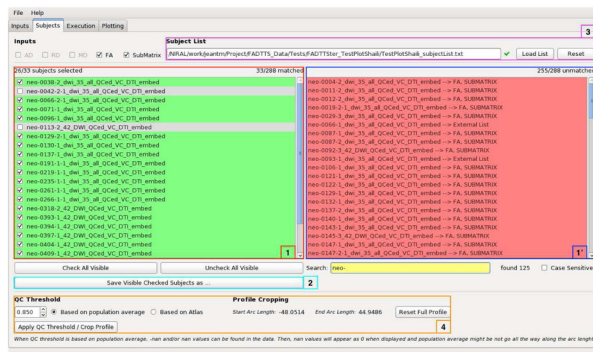 File Help
Inputs Subjects Execution Plotting
3
Inputs
Subject List
AD RD MD FA SubMatrix
/NIRAL/work/jeantm/Project/FADTTS_Data/Tests/FADTTSter_TestPlotShaili/TestPlotShaili_subjectList.txt
Load List Reset
26/33 subjects selected 33/288 matched
255/288 unmatched
neo-0038-2_dwi_35_all_QCed_VC_DTI_embed
neo-0042-2-1_dwi_35_all_QCed_VC_DTI_embed
neo-0066-2-1_dwi_35_all_QCed_VC_DTI_embed
neo-0071-1_dwi_35_all_QCed_VC_DTI_embed
neo-0096-1_dwi_35_all_QCed_VC_DTI_embed
neo-0113-2_42_DWI_QCed_VC_DTI_embed
neo-0129-2-1_dwi_35_all_QCed_VC_DTI_embed
neo-0130-1_dwi_35_all_QCed_VC_DTI_embed
neo-0137-1_dwi_35_all_QCed_VC_DTI_embed
neo-0191-1-1_dwi_35_all_QCed_VC_DTI_embed
neo-0219-1-1_dwi_35_all_QCed_VC_DTI_embed
neo-0235-1-1_dwi_35_all_QCed_VC_DTI_embed
neo-0261-1-1_dwi_35_all_QCed_VC_DTI_embed
neo-0266-1-1_dwi_35_all_QCed_VC_DTI_embed
neo-0318-2_42_DWI_QCed_VC_DTI_embed
neo-0393-1_42_DWI_QCed_VC_DTI_embed
neo-0394-1_42_DWI_QCed_VC_DTI_embed
neo-0397-1_42_DWI_QCed_VC_DTI_embed
neo-0404-1_42_DWI_QCed_VC_DTI_embed
neo-0409-1_42_DWI_QCed_VC_DTI_embed
1
neo-0004-2_dwi_35_all_QCed_VC_DTI_embed --> FA, SUBMATRIX
neo-0011-2_dwi_35_all_QCed_VC_DTI_embed --> FA, SUBMATRIX
neo-0012-2_dwi_35_all_QCed_VC_DTI_embed --> FA, SUBMATRIX
neo-0019-2-1_dwi_35_all_QCed_VC_DTI_embed --> FA, SUBMATRIX
neo-0029-3_dwi_35_all_QCed_VC_DTI_embed --> FA, SUBMATRIX
neo-0066-1_dwi_35_all_QCed_VC_DTI_embed --> External List
neo-0087-1_dwi_35_all_QCed_VC_DTI_embed --> FA, SUBMATRIX
neo-0087-2_dwi_35_all_QCed_VC_DTI_embed --> FA, SUBMATRIX
neo-0092-3_42_DWI_QCed_VC_DTI_embed --> FA, SUBMATRIX
neo-0093-1_dwi_35_all_QCed_VC_DTI_embed --> External List
neo-0106-1_dwi_35_all_QCed_VC_DTI_embed --> FA, SUBMATRIX
neo-0121-1_dwi_35_all_QCed_VC_DTI_embed --> FA, SUBMATRIX
neo-0122-1_dwi_35_all_QCed_VC_DTI_embed --> FA, SUBMATRIX
neo-0129-1_dwi_35_all_QCed_VC_DTI_embed --> FA, SUBMATRIX
neo-0132-1_dwi_35_all_QCed_VC_DTI_embed --> FA, SUBMATRIX
neo-0137-2_dwi_35_all_QCed_VC_DTI_embed --> FA, SUBMATRIX
neo-0140-1_dwi_35_all_QCed_VC_DTI_embed --> FA, SUBMATRIX
neo-0143-1_dwi_35_all_QCed_VC_DTI_embed --> FA, SUBMATRIX
neo-0145-3_42_DWI_QCed_VC_DTI_embed --> FA, SUBMATRIX
neo-0147-1_dwi_35_all_QCed_VC_DTI_embed --> FA, SUBMATRIX
neo-0147-2-1_dwi_35_all_QCed_VC_DTI_embed --> FA, SUBMATRIX
1'
Check All Visible Uncheck All Visible
Search: neo- found 125 Case Sensitive
Save Visible Checked Subjects as ... 2
QC Threshold Profile Cropping
0.850 Based on population average Based on Atlas Start Arc Length: -48.0514 End Arc Length: 44.9486 Reset Full Profile
Apply QC Threshold / Crop Profile 4
When QC threshold is based on population average, -nan and/or nan values can be found in the data. Then, nan values will appear as 0 when displayed and population average might be not go all the way along the arc length